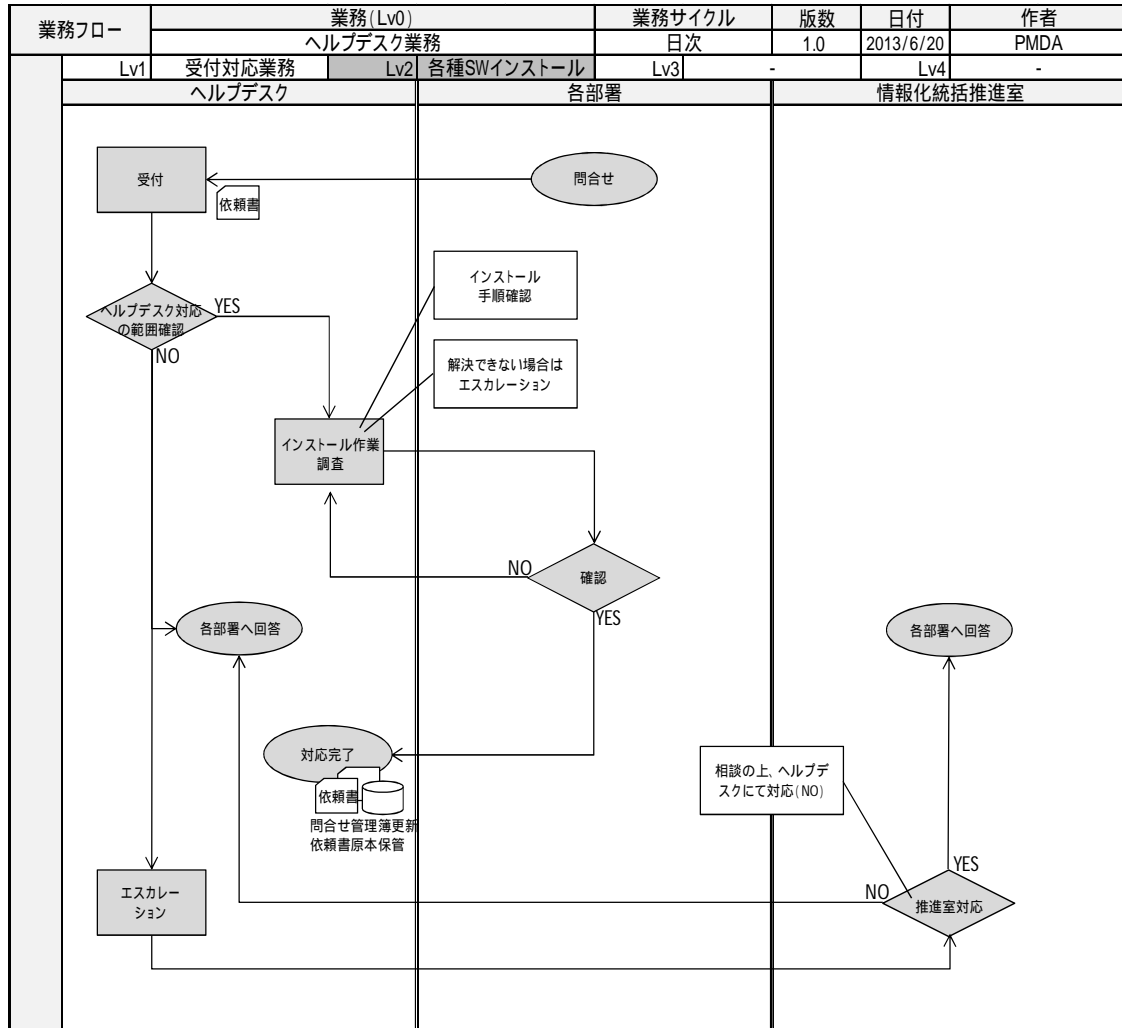 業務フロー
業務(Lv0)
業務サイクル
版数
日付
作者
ヘルプデスク業務
日次
1.0
2013/6/20
PMDA
Lv1
受付対応業務
Lv2
各種SWインストール
Lv3
-
Lv4
-
ヘルプデスク
各部署
情報化統括推進室
受付
依頼書
問合せ
インストール
手順確認
ヘルプデスク対応
の範囲確認
YES
NO
解決できない場合は
エスカレーション
インストール作業
調査
NO
確認
YES
各部署へ回答
各部署へ回答
対応完了
依頼書
問合せ管理簿更新
依頼書原本保管
相談の上、ヘルプデ
スクにて対応(NO)
エスカレー
ション
YES
NO
推進室対応